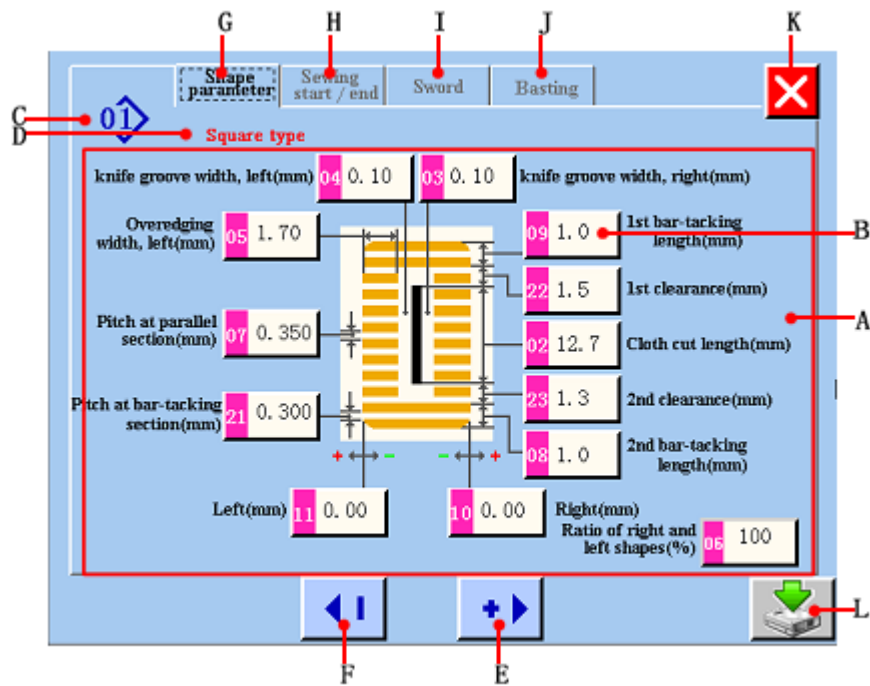 G
H
I
J
K
Shape
parameter
Sewing
start / end
Sword
Basting
C
01
D
Square type
knife groove width, left(mm)
04 0.10
03 0.10
knife groove width, right(mm)
Overedging
width, left(mm)
05 1.70
09 1.0
1st bar-tacking
length(mm)
B
22 1.5
1st clearance(mm)
A
Pitch at parallel
section(mm)
07 0.350
02 12.7
Cloth cut length(mm)
Pitch at bar-tacking
section(mm)
21 0.300
23 1.3
2nd clearance(mm)
08 1.0
2nd bar-tacking
length(mm)
+ - - +
Left(mm)
11 0.00
10 0.00
Right(mm)
Ratio of right and
left shapes(%)
06 100
L
F
E